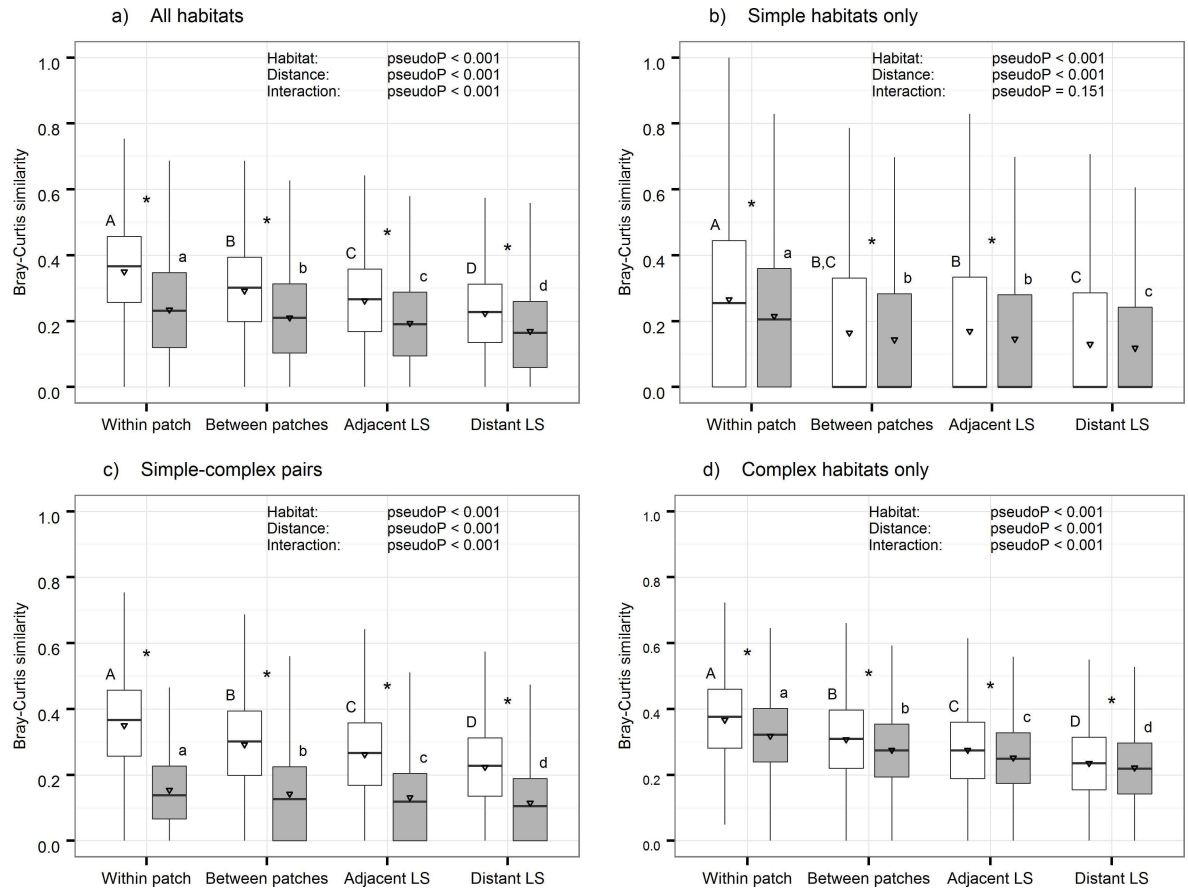 a) All habitats
Habitat: pseudoP < 0.001
Distance: pseudoP < 0.001
Interaction: pseudoP < 0.001
Bray-Curtis similarity
1.0
0.8
0.6
0.4
0.2
0.0
A * a
B * b
C * c
D * d
Within patch Between patches Adjacent LS Distant LS
b) Simple habitats only
Habitat: pseudoP < 0.001
Distance: pseudoP < 0.001
Interaction: pseudoP = 0.151
Bray-Curtis similarity
1.0
0.8
0.6
0.4
0.2
0.0
A * a
B,C * b
B * b
C c
Within patch Between patches Adjacent LS Distant LS
c) Simple-complex pairs
Habitat: pseudoP < 0.001
Distance: pseudoP < 0.001
Interaction: pseudoP < 0.001
Bray-Curtis similarity
1.0
0.8
0.6
0.4
0.2
0.0
A * a
B * b
C * c
D * d
Within patch Between patches Adjacent LS Distant LS
d) Complex habitats only
Habitat: pseudoP < 0.001
Distance: pseudoP < 0.001
Interaction: pseudoP < 0.001
Bray-Curtis similarity
1.0
0.8
0.6
0.4
0.2
0.0
A * a
B * b
C * c
D * d
Within patch Between patches Adjacent LS Distant LS